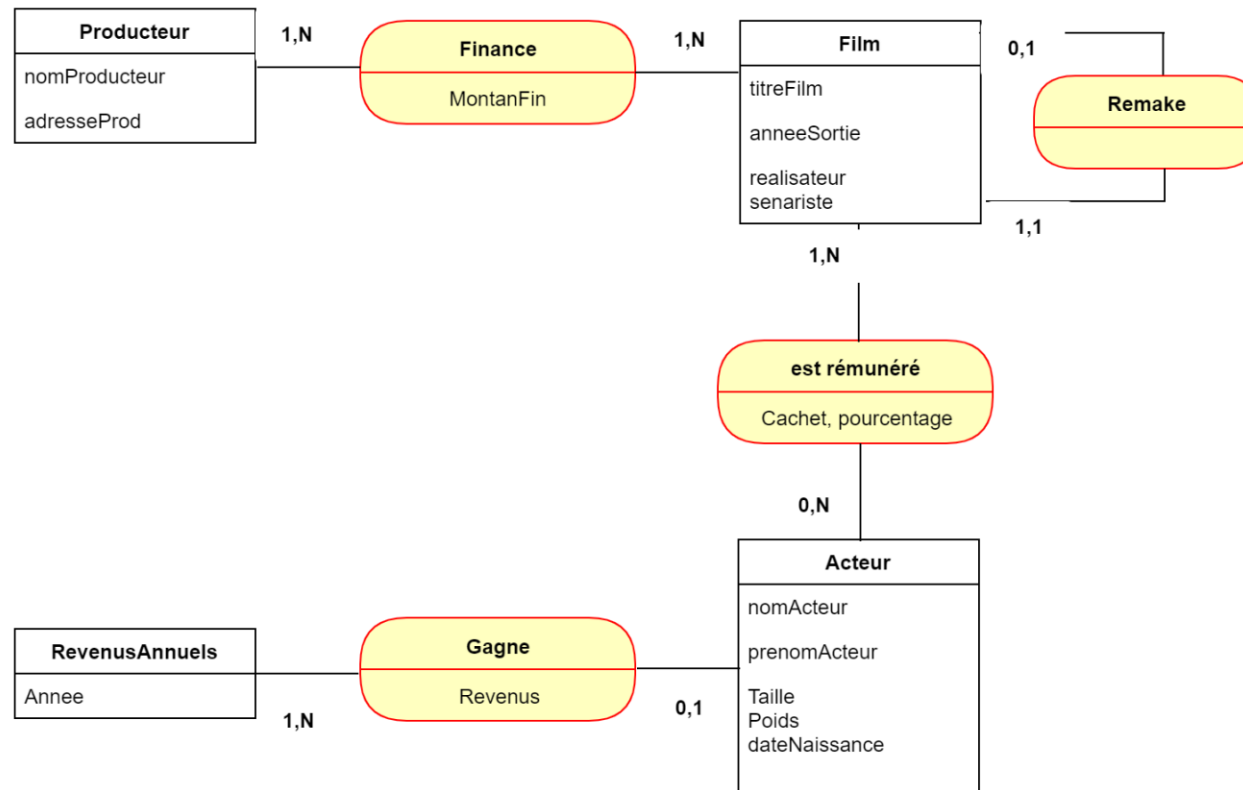 Producteur
nomProducteur
adresseProd
1,N
Finance
MontanFin
1,N
Film
titreFilm
anneeSortie
realisateur
senariste
0,1
Remake
1,1
1,N
est rémunéré
Cachet, pourcentage
0,N
Acteur
nomActeur
prenomActeur
Taille
Poids
dateNaissance
RevenusAnnuels
Annee
1,N
Gagne
Revenus
0,1